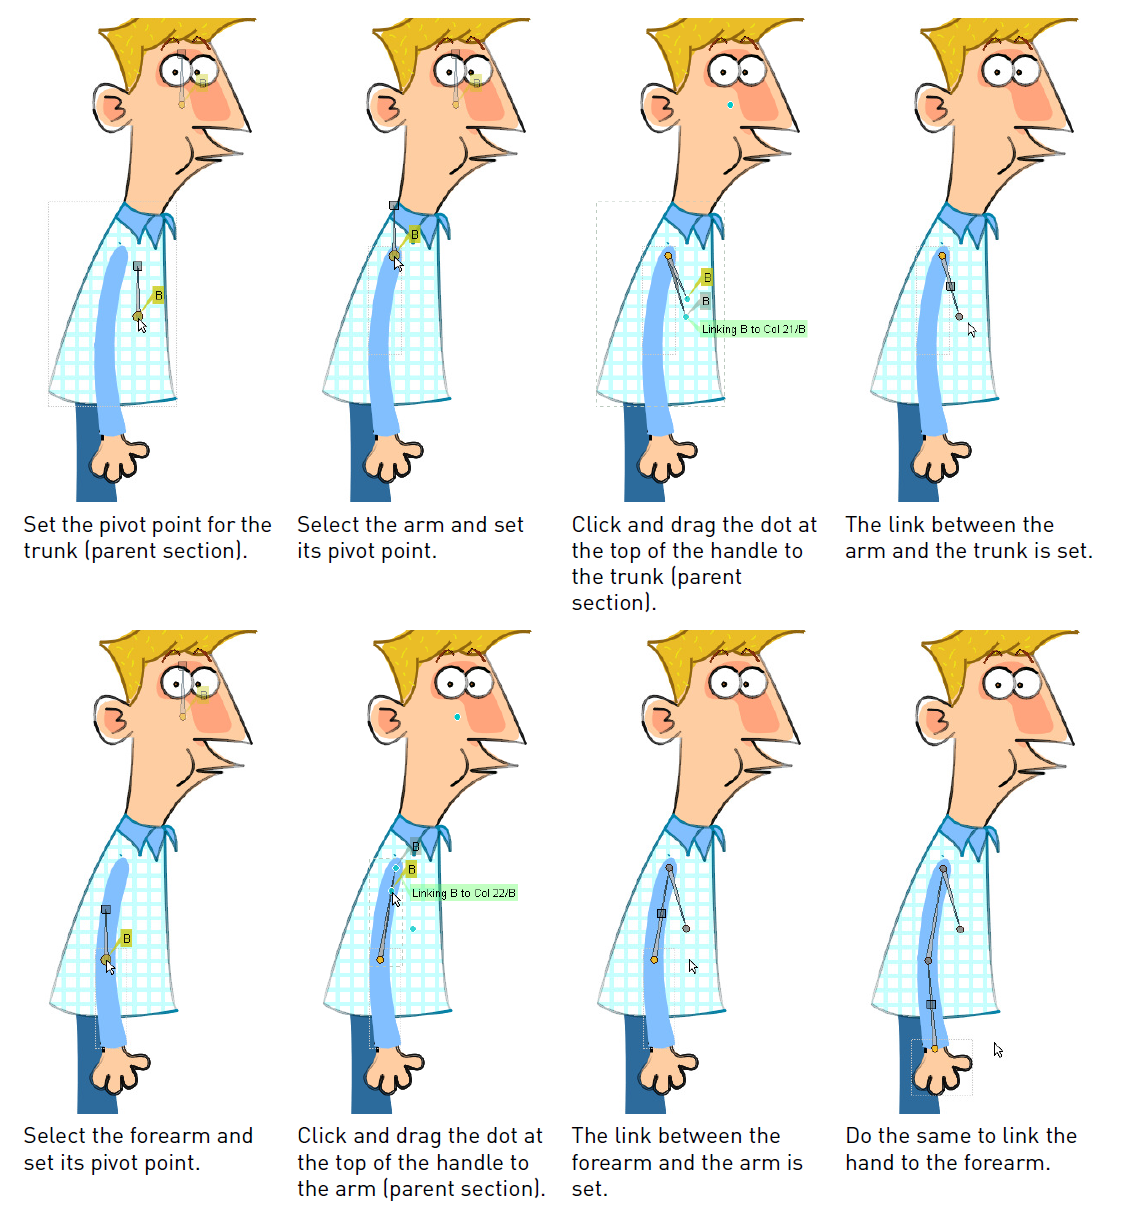 B
B
B
B
B
B
Linking B to Col 21/B
Set the pivot point for the
trunk (parent section).
Select the arm and set
its pivot point.
Click and drag the dot at
the top of the handle to
the trunk (parent
section).
The link between the
arm and the trunk is set.
B
B
B
B
Linking B to Col 22/B
Select the forearm and
set its pivot point.
Click and drag the dot at
the top of the handle to
the arm (parent section).
The link between the
forearm and the arm is
set.
Do the same to link the
hand to the forearm.